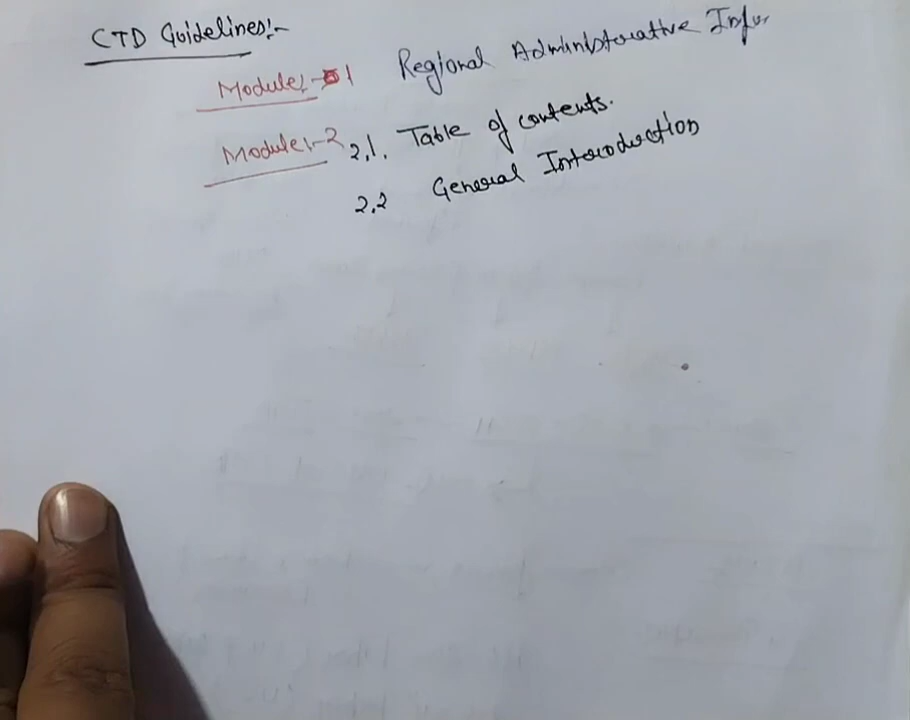 CTD Guidelines:-
Module:-1 Regional Administrative Infor
Module:-2 2.1. Table of contents.
2.2 General Introduction